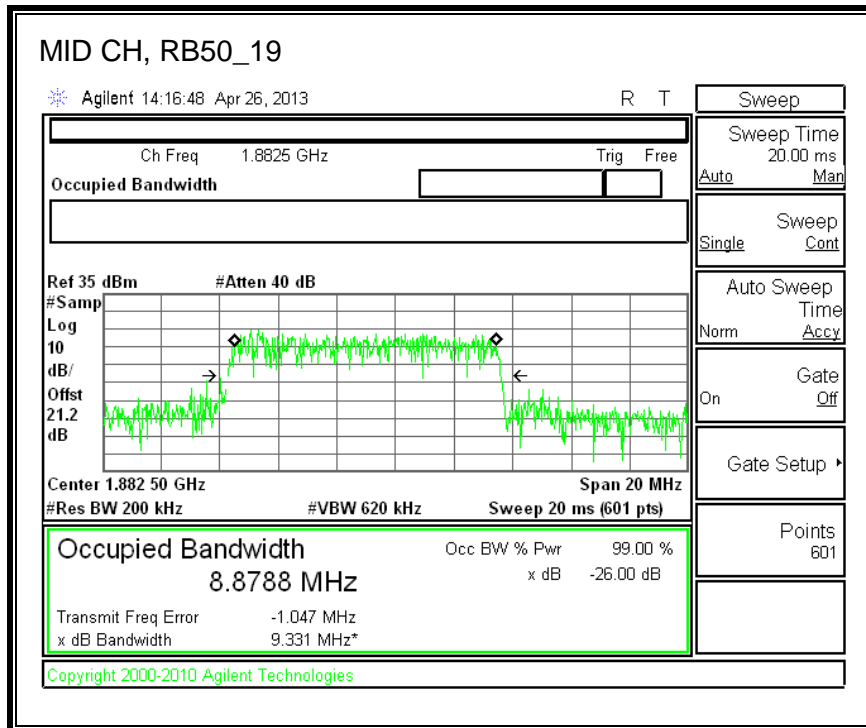 MID CH, RB50_19
Agilent 14:16:48 Apr 26, 2013 R T
Ch Freq 1.8825 GHz Trig Free
Occupied Bandwidth
Ref 35 dBm #Atten 40 dB
#Samp
Log
10
dB/
Offst
21.2
dB
Center 1.882 50 GHz Span 20 MHz
#Res BW 200 kHz #VBW 620 kHz Sweep 20 ms (601 pts)
Occupied Bandwidth Occ BW % Pwr 99.00 %
8.8788 MHz x dB -26.00 dB
Transmit Freq Error -1.047 MHz
x dB Bandwidth 9.331 MHz*
Copyright 2000-2010 Agilent Technologies
Sweep
Sweep Time
20.00 ms
Auto Man
Sweep
Single Cont
Auto Sweep
Time
Norm Accy
Gate
On Off
Gate Setup
Points
601